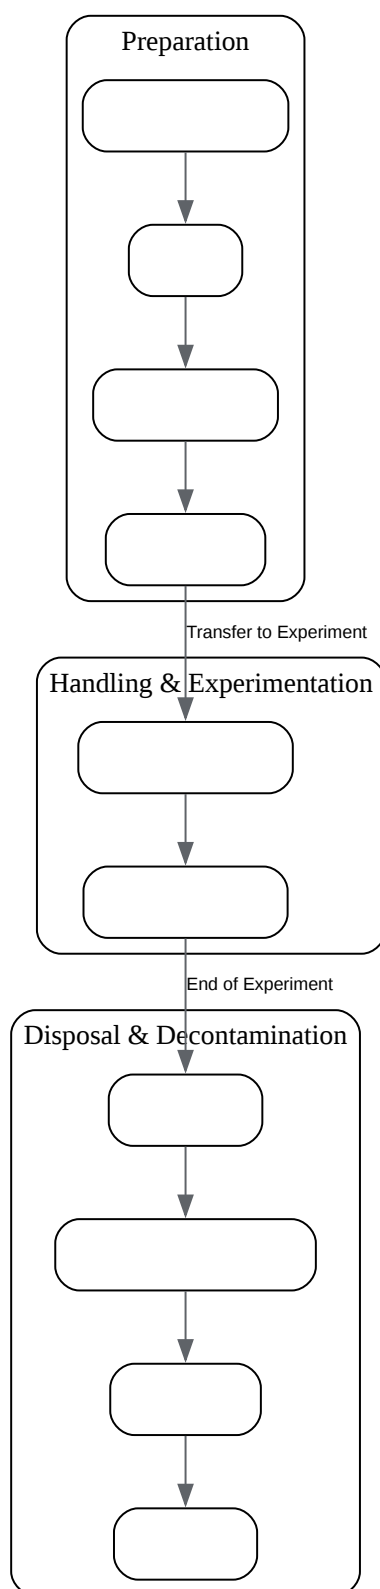 Preparation
Transfer to Experiment
Handling & Experimentation
End of Experiment
Disposal & Decontamination